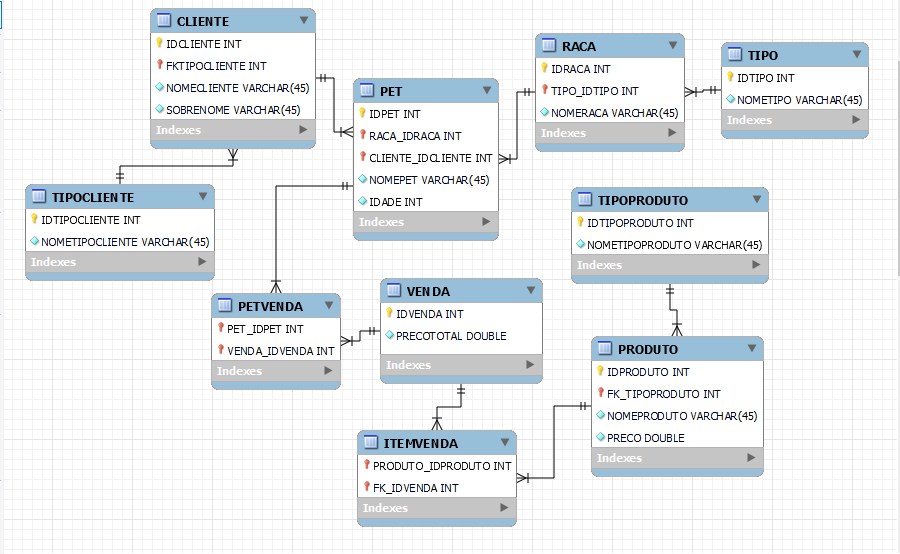 CLIENTE
IDCLIENTE INT
FKTIPOCLIENTE INT
NOMECLIENTE VARCHAR(45)
SOBRENOME VARCHAR(45)
Indexes
PET
IDPET INT
RACA_IDRACA INT
CLIENTE_IDCLIENTE INT
NOMEPET VARCHAR(45)
IDADE INT
Indexes
RACA
IDRACA INT
TIPO_IDTIPO INT
NOMERACA VARCHAR(45)
Indexes
TIPO
IDTIPO INT
NOMETIPO VARCHAR(45)
Indexes
TIPOCLIENTE
IDTIPOCLIENTE INT
NOMETIPOCLIENTE VARCHAR(45)
Indexes
TIPOPRODUTO
IDTIPOPRODUTO INT
NOMETIPOPRODUTO VARCHAR(45)
Indexes
PETVENDA
PET_IDPET INT
VENDA_IDVENDA INT
Indexes
VENDA
IDVENDA INT
PRECOTOTAL DOUBLE
Indexes
PRODUTO
IDPRODUTO INT
FK_TIPOPRODUTO INT
NOMEPRODUTO VARCHAR(45)
PRECO DOUBLE
Indexes
ITEMVENDA
PRODUTO_IDPRODUTO INT
FK_IDVENDA INT
Indexes